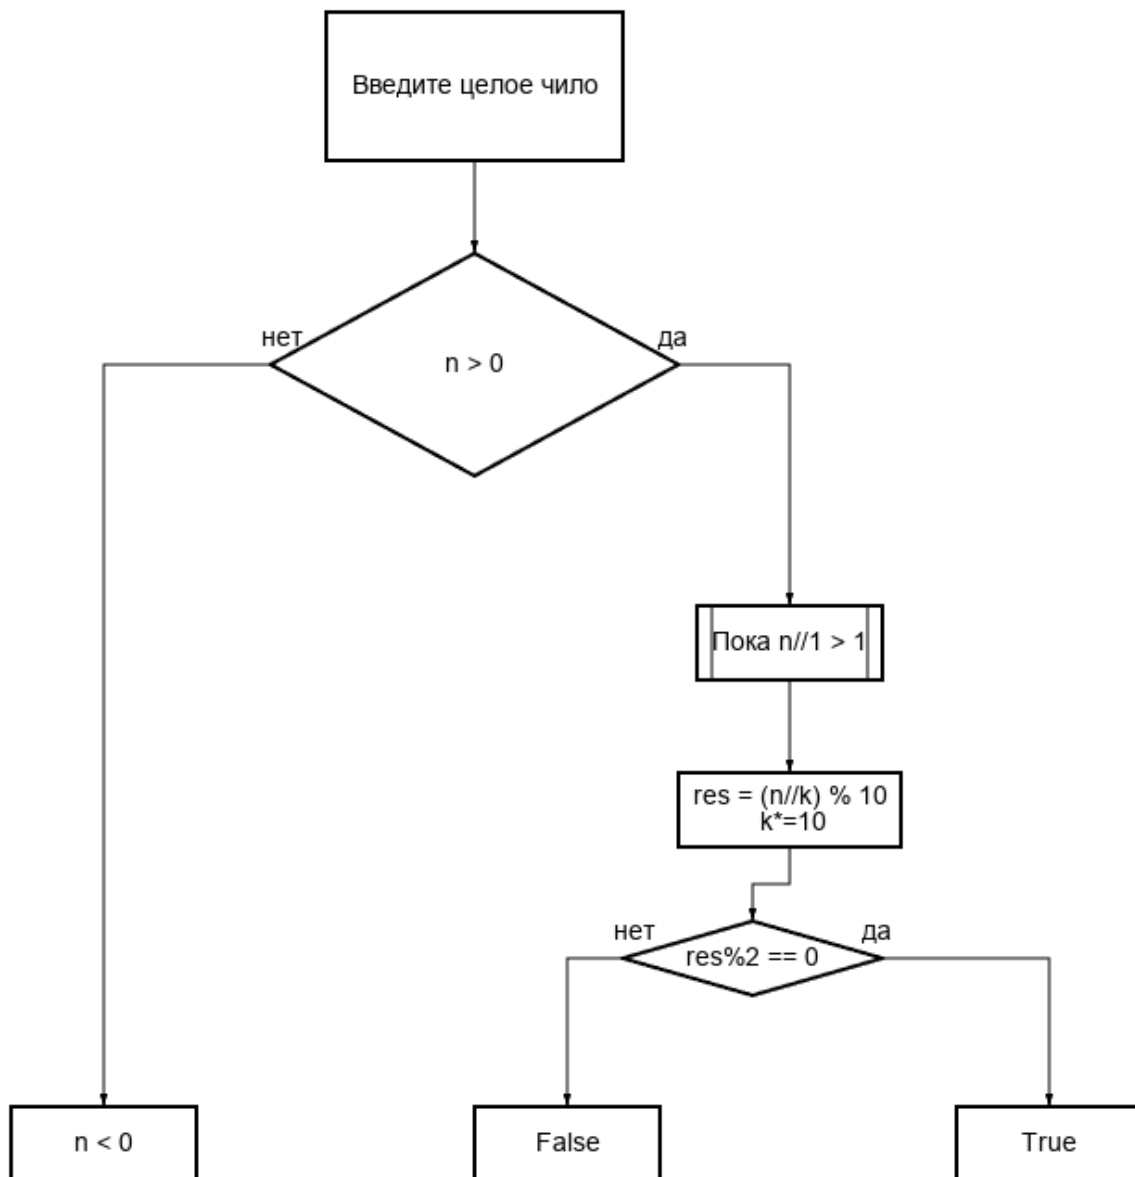 Введите целое чило
нет
да
n > 0
Пока n//1 > 1
res = (n//k) % 10
k*=10
нет
да
res%2 == 0
n < 0
False
True